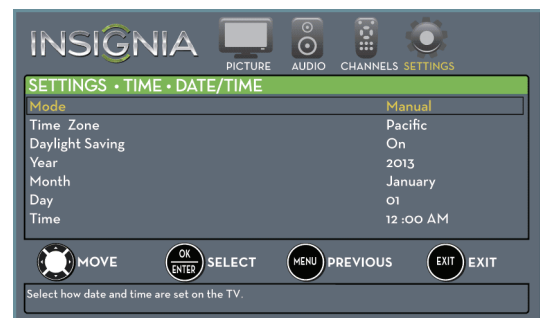 INSIGNIA
PICTURE AUDIO CHANNELS SETTINGS
SETTINGS • TIME • DATE/TIME
Mode Manual
Time Zone Pacific
Daylight Saving On
Year 2013
Month January
Day 01
Time 12 :00 AM
MOVE OK ENTER SELECT MENU PREVIOUS EXIT EXIT
Select how date and time are set on the TV.